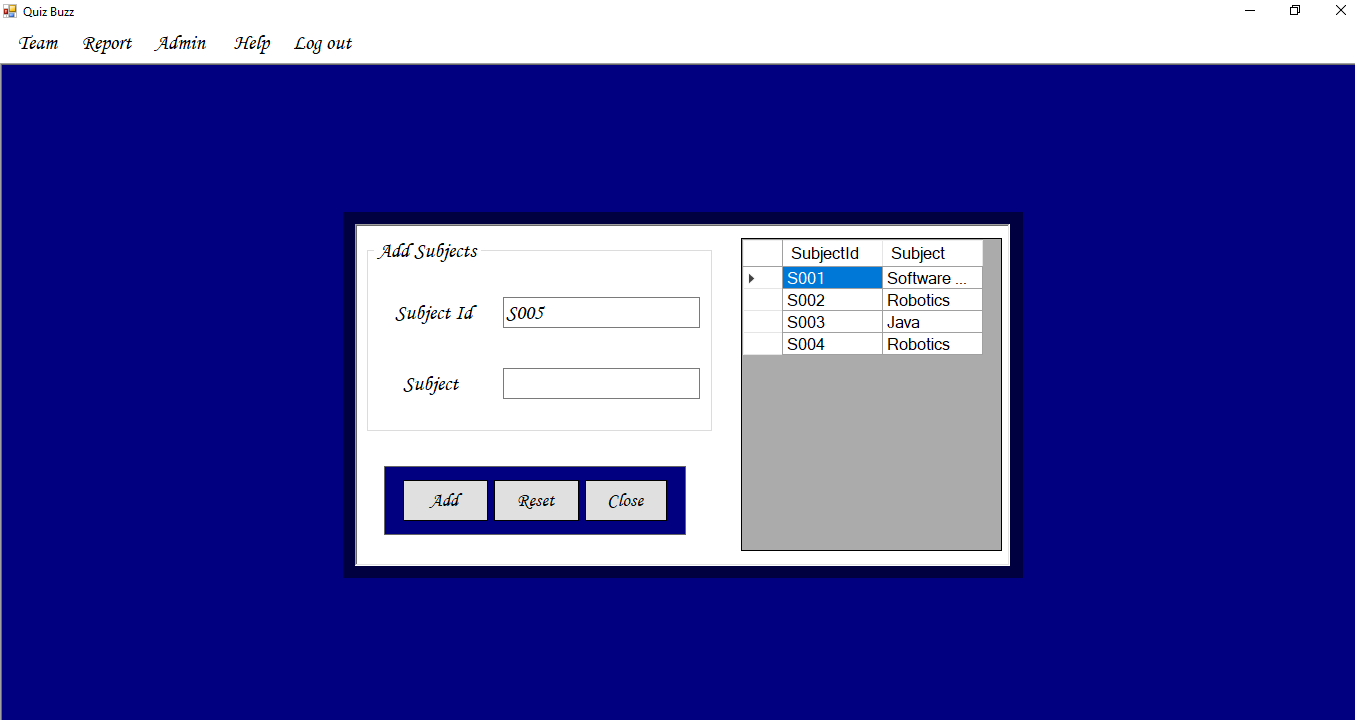 Quiz Buzz
Team Report Admin Help Log out
Add Subjects
Subject Id S005
Subject
Add Reset Close
SubjectId Subject
S001 Software ...
S002 Robotics
S003 Java
S004 Robotics